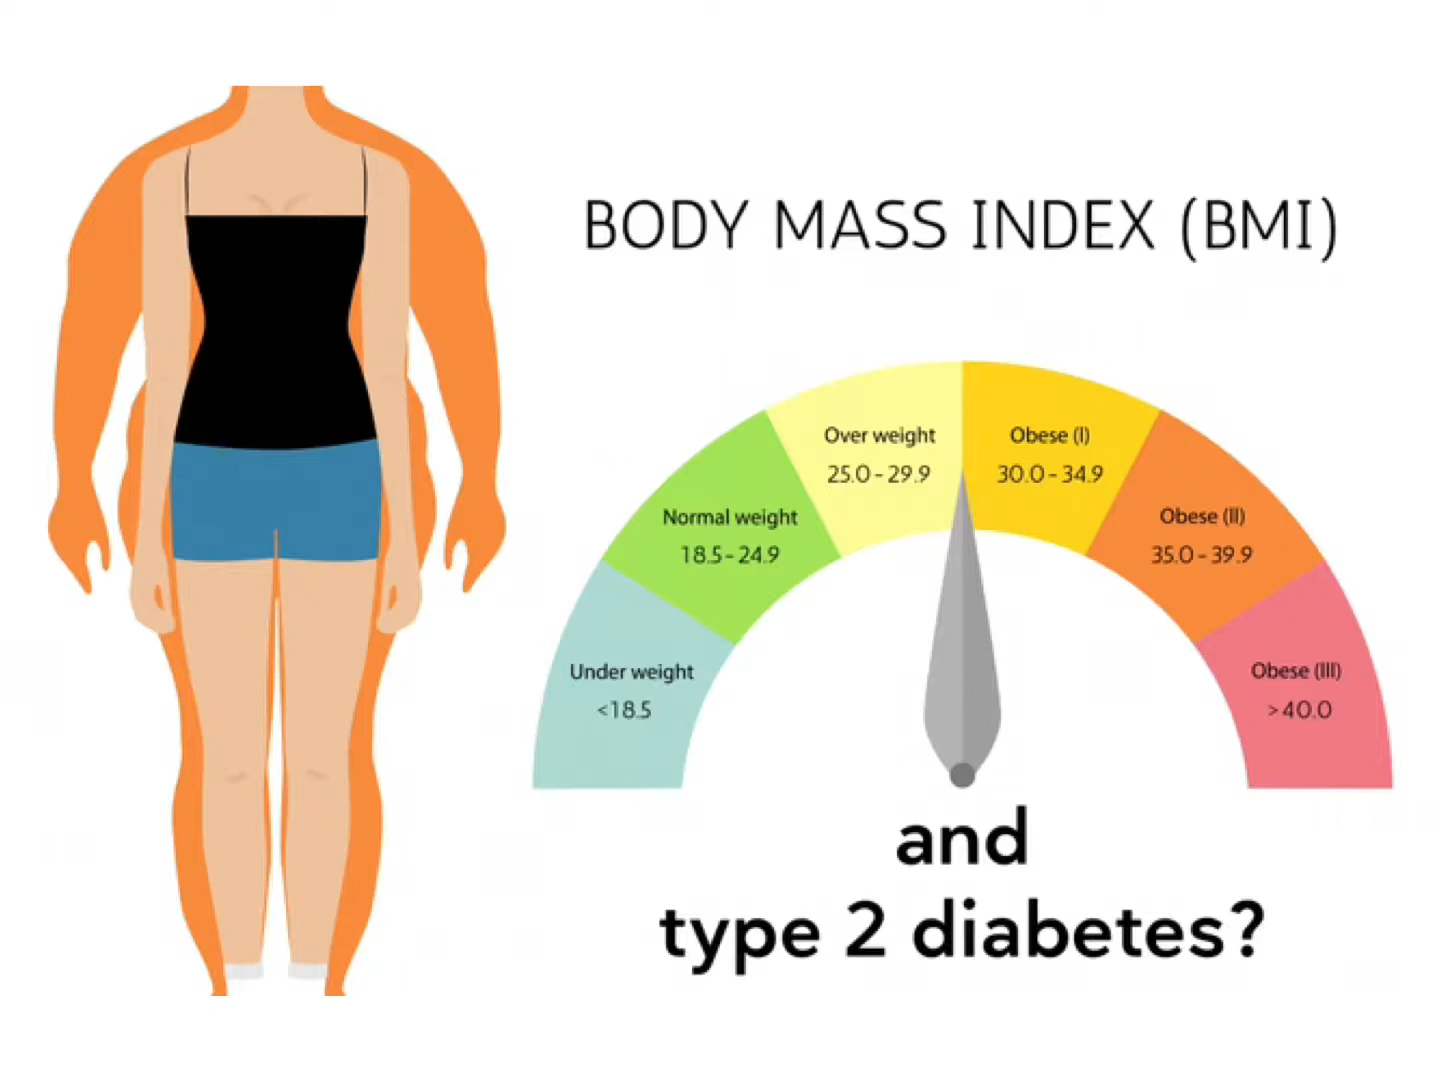 BODY MASS INDEX (BMI)
Under weight
<18.5
Normal weight
18.5 - 24.9
Over weight
25.0 - 29.9
Obese (I)
30.0 - 34.9
Obese (II)
35.0 - 39.9
Obese (III)
>40.0
and
type 2 diabetes?